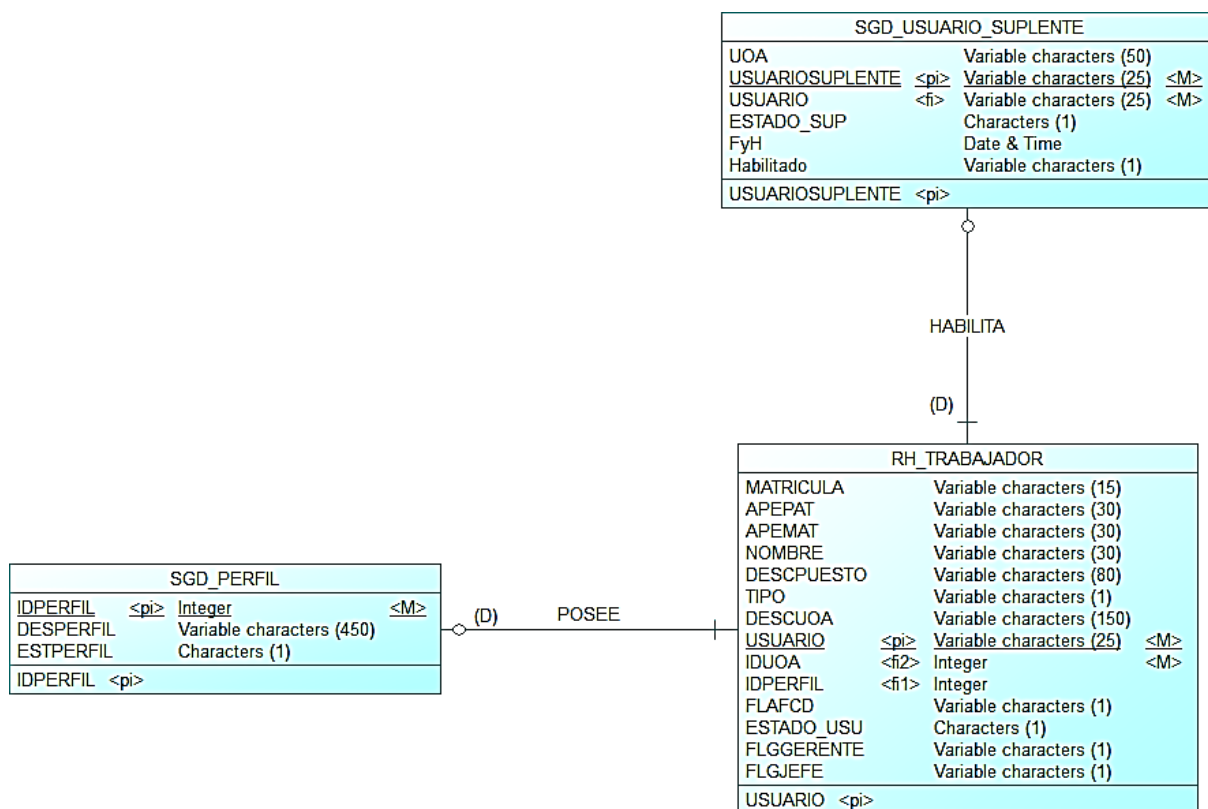 SGD_USUARIO_SUPLENTE
UOA Variable characters (50)
USUARIOSUPLENTE <pi> Variable characters (25) <M>
USUARIO <fi> Variable characters (25) <M>
ESTADO_SUP Characters (1)
FyH Date & Time
Habilitado Variable characters (1)
USUARIOSUPLENTE <pi>
HABILITA
(D)
RH_TRABAJADOR
MATRICULA Variable characters (15)
APEPAT Variable characters (30)
APEMAT Variable characters (30)
NOMBRE Variable characters (30)
DESCPUESTO Variable characters (80)
TIPO Variable characters (1)
DESCUOA Variable characters (150)
USUARIO <pi> Variable characters (25) <M>
IDUOA <fi2> Integer <M>
IDPERFIL <fi1> Integer
FLAFCD Variable characters (1)
ESTADO_USU Characters (1)
FLGGERENTE Variable characters (1)
FLGJEFE Variable characters (1)
USUARIO <pi>
SGD_PERFIL
IDPERFIL <pi> Integer <M>
DESPERFIL Variable characters (450)
ESTPERFIL Characters (1)
IDPERFIL <pi>
(D) POSEE